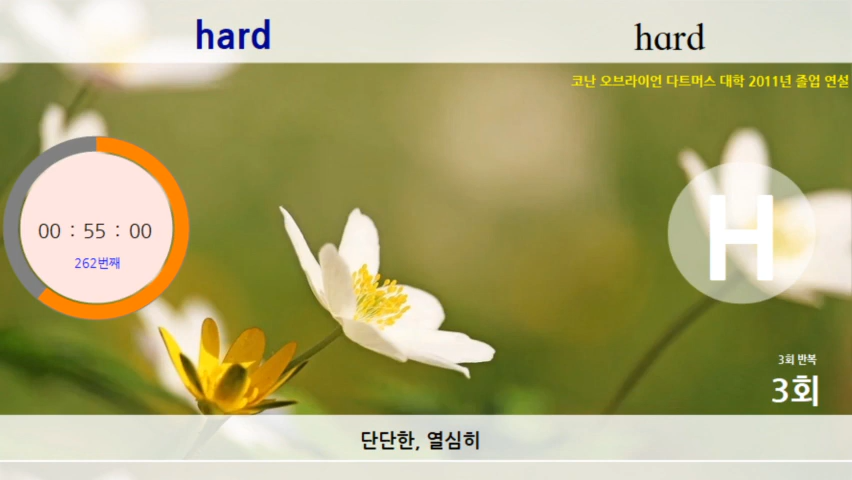 hard
hard
코난 오브라이언 다트머스 대학 2011년 졸업 연설
00 : 55 : 00
262번째
H
3회 반복
3회
단단한, 열심히